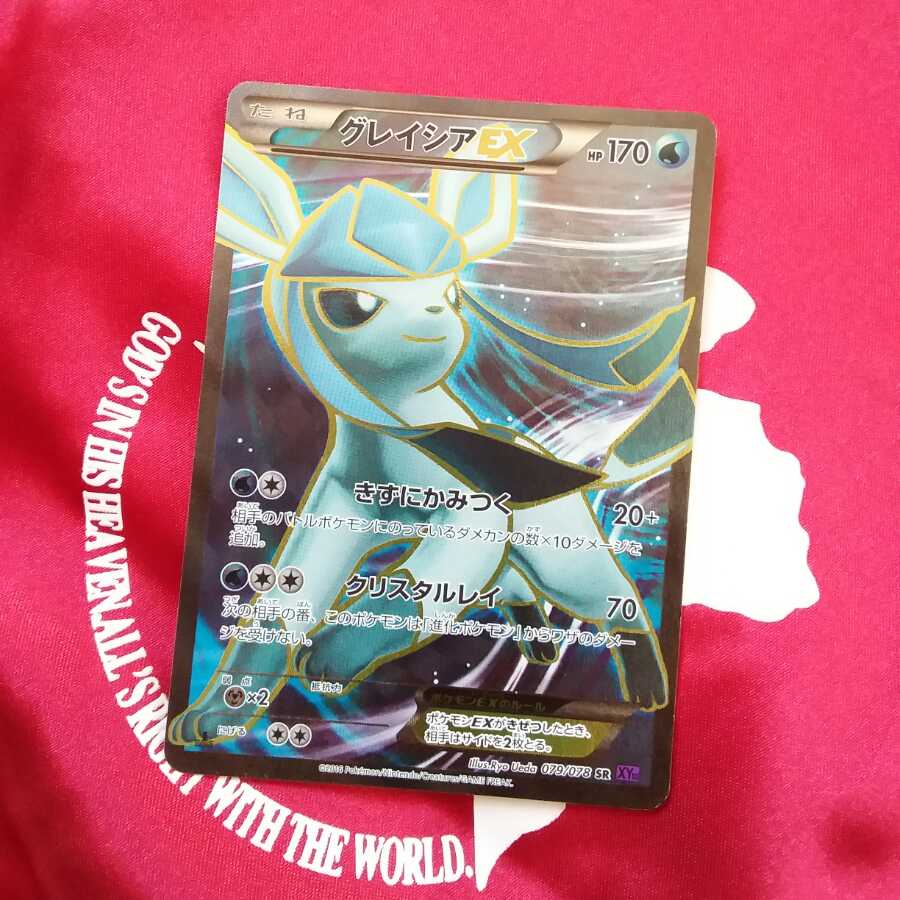 たね
グレイシアEX
HP 170
きずにかみつく 20+
相手のバトルポケモンにのっているダメカンの数×10ダメージを
追加。
クリスタルレイ 70
次の相手の番、このポケモンは「進化ポケモン」からワザのダメー
ジを受けない。
弱点 抵抗力
×2
にげる
ポケモンEXのルール
ポケモンEXがきぜつしたとき、
相手はサイドを2枚とる。
Illus. Ryo Ueda 079/078 SR XY
©2015 Pokémon/Nintendo/Creatures/GAME FREAK.
GOD'S IN HIS HEAVEN. ALL'S RIGHT WITH THE WORLD.